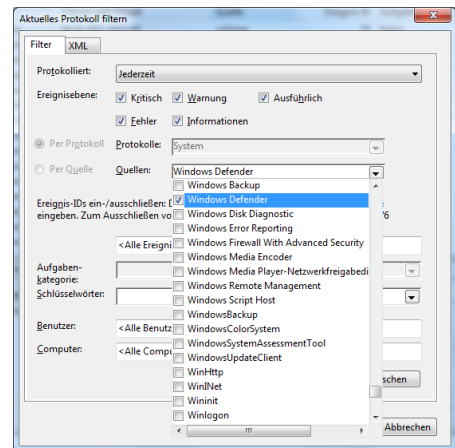 Aktuelles Protokoll filtern
Filter XML
Protokolliert: Jederzeit
Ereignisebene: Kritisch Warnung Ausführlich
Fehler Informationen
Per Protokoll Protokolle: System
Per Quelle Quellen: Windows Defender
Windows Backup
Windows Defender
Ereignis-IDs ein-/ausschließen:
Windows Disk Diagnostic
eingeben. Zum Ausschließen
Windows Error Reporting
Windows Firewall With Advanced Security
<Alle Ereigni
Windows Media Encoder
Windows Media Player-Netzwerkfreigabedi
Aufgaben-
kategorie:
Windows Remote Management
Schlüsselwörter:
Windows Script Host
WindowsBackup
Benutzer: <Alle Benutz
WindowsColorSystem
WindowsSystemAssessmentTool
Computer: <Alle Compu
WindowsUpdateClient
WinHttp
WinINet
schen
Wininit
Winlogon
Abbrechen